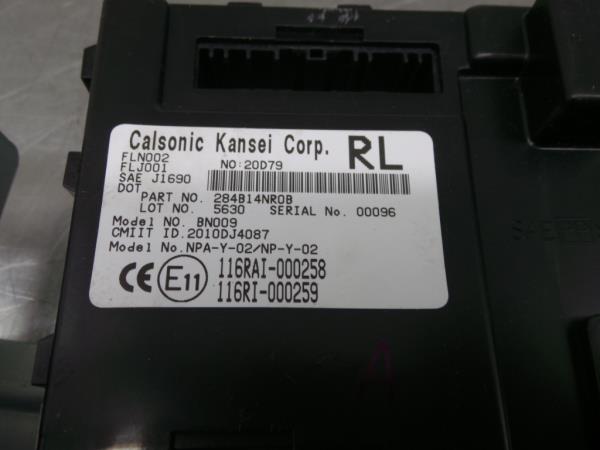 Calsonic Kansei Corp. RL
FLN002 NO:20D79
FLJ001
SAE J1690
DOT
PART NO. 284B14NR0B
LOT NO. 5630 SERIAL No. 00096
Model No. BN009
CMIIT ID.2010DJ4087
Model No.NPA-Y-02/NP-Y-02
CE E11 116RAI-000258
116RI-000259
A